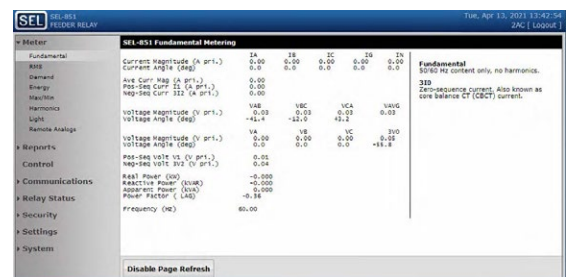 SEL SEL-851
FEEDER RELAY
Tue, Apr 13, 2021 13:42:54
2AC [ Logout ]
Meter
Fundamental
RMS
Demand
Energy
Max/Min
Harmonics
Light
Remote Analogs
Reports
Control
Communications
Relay Status
Security
Settings
System
SEL-851 Fundamental Metering
IA IB IC IG IN
Current Magnitude (A pri.) 0.00 0.00 0.00 0.00 0.00
Current Angle (deg) 0.0 0.0 0.0 0.0 0.0
Ave Curr Mag (A pri.) 0.00
Pos-Seq Curr I1 (A pri.) 0.00
Neg-Seq Curr 3I2 (A pri.) 0.00
VAB VBC VCA VAVG
Voltage Magnitude (V pri.) 0.03 0.03 0.03 0.03
Voltage Angle (deg) -41.4 -12.0 43.2
VA VB VC 3V0
Voltage Magnitude (V pri.) 0.00 0.00 0.00 0.05
Voltage Angle (deg) 0.0 0.0 0.0
Pos-Seq Volt V1 (V pri.) 0.01
Neg-Seq Volt 3V2 (V pri.) 0.04
Real Power (kW) -0.000
Reactive Power (kVAR) -0.000
Apparent Power (kVA) 0.000
Power Factor ( LAG) -0.36
Frequency (Hz) 60.00
Fundamental
50/60 Hz content only, no harmonics.
Zero-sequence current. Also known as
core balance CT (CBCT) current.
Disable Page Refresh